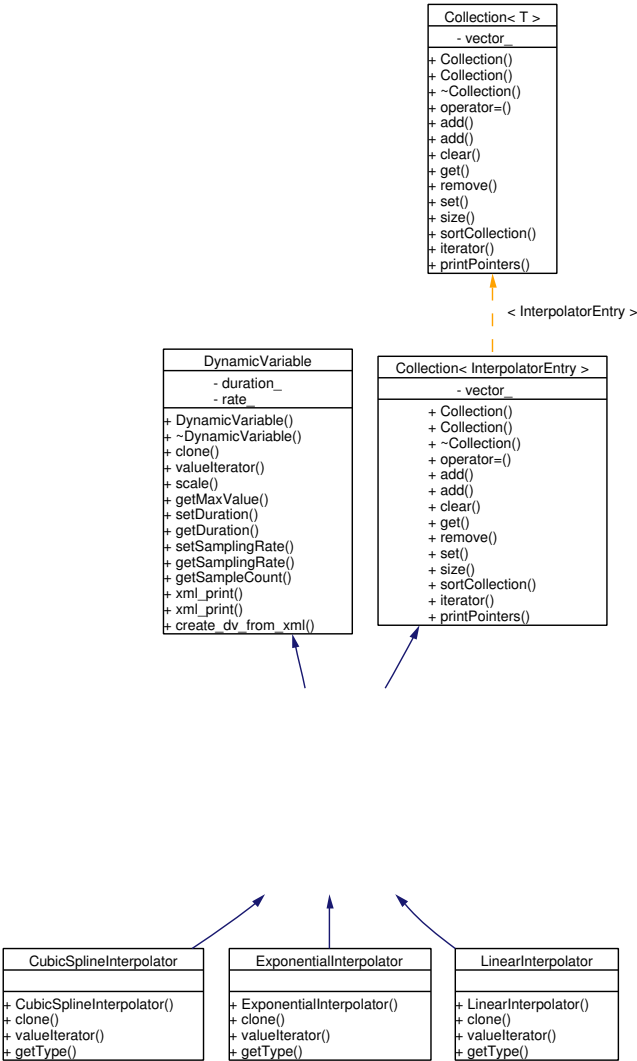 Collection< T >
- vector_
+ Collection()
+ Collection()
+ ~Collection()
+ operator=()
+ add()
+ add()
+ clear()
+ get()
+ remove()
+ set()
+ size()
+ sortCollection()
+ iterator()
+ printPointers()
< InterpolatorEntry >
DynamicVariable
- duration_
- rate_
+ DynamicVariable()
+ ~DynamicVariable()
+ clone()
+ valueIterator()
+ scale()
+ getMaxValue()
+ setDuration()
+ getDuration()
+ setSamplingRate()
+ getSamplingRate()
+ getSampleCount()
+ xml_print()
+ xml_print()
+ create_dv_from_xml()
Collection< InterpolatorEntry >
- vector_
+ Collection()
+ Collection()
+ ~Collection()
+ operator=()
+ add()
+ add()
+ clear()
+ get()
+ remove()
+ set()
+ size()
+ sortCollection()
+ iterator()
+ printPointers()
CubicSplineInterpolator
+ CubicSplineInterpolator()
+ clone()
+ valueIterator()
+ getType()
ExponentialInterpolator
+ ExponentialInterpolator()
+ clone()
+ valueIterator()
+ getType()
LinearInterpolator
+ LinearInterpolator()
+ clone()
+ valueIterator()
+ getType()